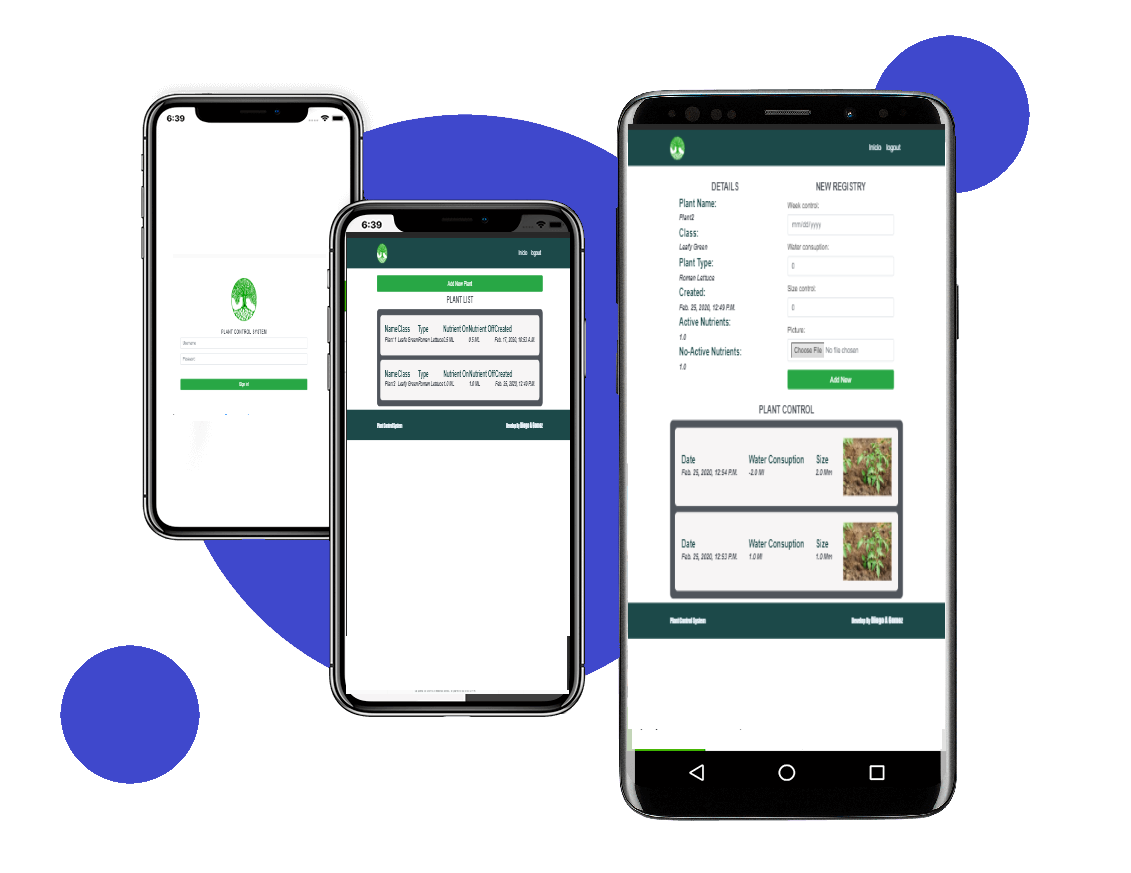 6:39
PLANT CONTROL SYSTEM
Username
Password
Sign in
6:39
Inicio logout
Add New Plant
PLANT LIST
Name Class Type Nutrient On Nutrient Off Created
Plant 1 Leafy Green Roman Lettuce 0.5 ML 0.5 ML Feb. 17, 2020, 10:52 A.M.
Name Class Type Nutrient On Nutrient Off Created
Plant2 Leafy Green Roman Lettuce 1.0 ML 1.0 ML Feb. 25, 2020, 12:49 P.M.
Plant Control System
Develop By Diego A Gomez
Inicio logout
DETAILS
Plant Name:
Plant2
Class:
Leafy Green
Plant Type:
Roman Lettuce
Created:
Feb. 25, 2020, 12:49 P.M.
Active Nutrients:
1.0
No-Active Nutrients:
1.0
NEW REGISTRY
Week control:
mm/dd/yyyy
Water consuption:
0
Size control:
0
Picture:
Choose File No file chosen
Add New
PLANT CONTROL
Date Water Consuption Size
Feb. 25, 2020, 12:54 P.M. -2.0 Ml 2.0 Mm
Date Water Consuption Size
Feb. 25, 2020, 12:53 P.M. 1.0 Ml 1.0 Mm
Plant Control System
Develop By Diego A Gomez